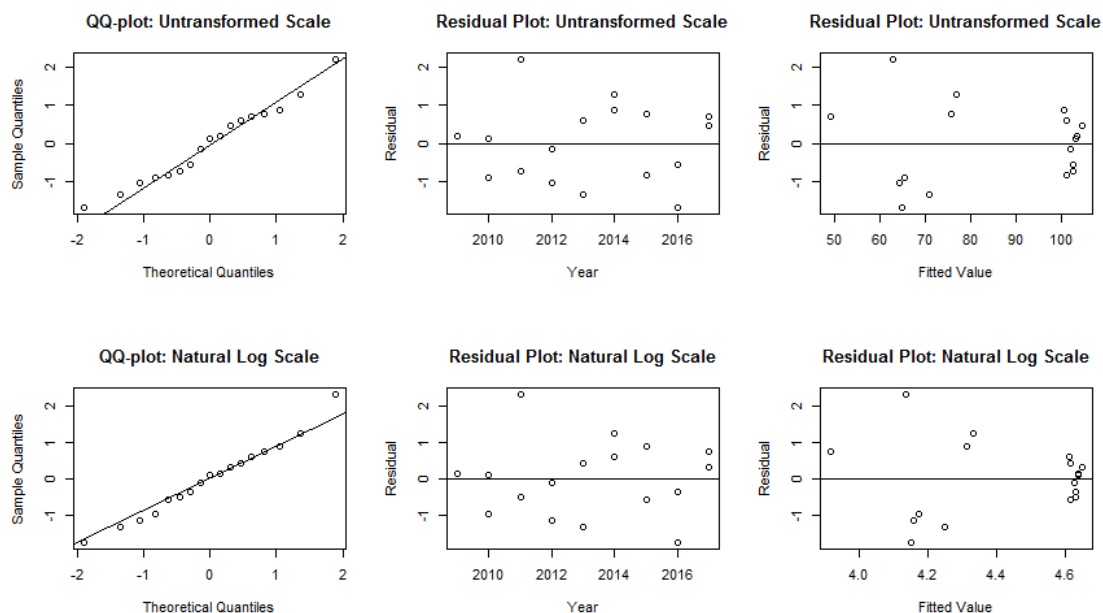 QQ-plot: Untransformed Scale
Sample Quantiles
2
1
0
-1
-2 -1 0 1 2
Theoretical Quantiles
Residual Plot: Untransformed Scale
Residual
2
1
0
-1
2010 2012 2014 2016
Year
Residual Plot: Untransformed Scale
Residual
2
1
0
-1
50 60 70 80 90 100
Fitted Value
QQ-plot: Natural Log Scale
Sample Quantiles
2
1
0
-1
-2 -1 0 1 2
Theoretical Quantiles
Residual Plot: Natural Log Scale
Residual
2
1
0
-1
2010 2012 2014 2016
Year
Residual Plot: Natural Log Scale
Residual
2
1
0
-1
4.0 4.2 4.4 4.6
Fitted Value